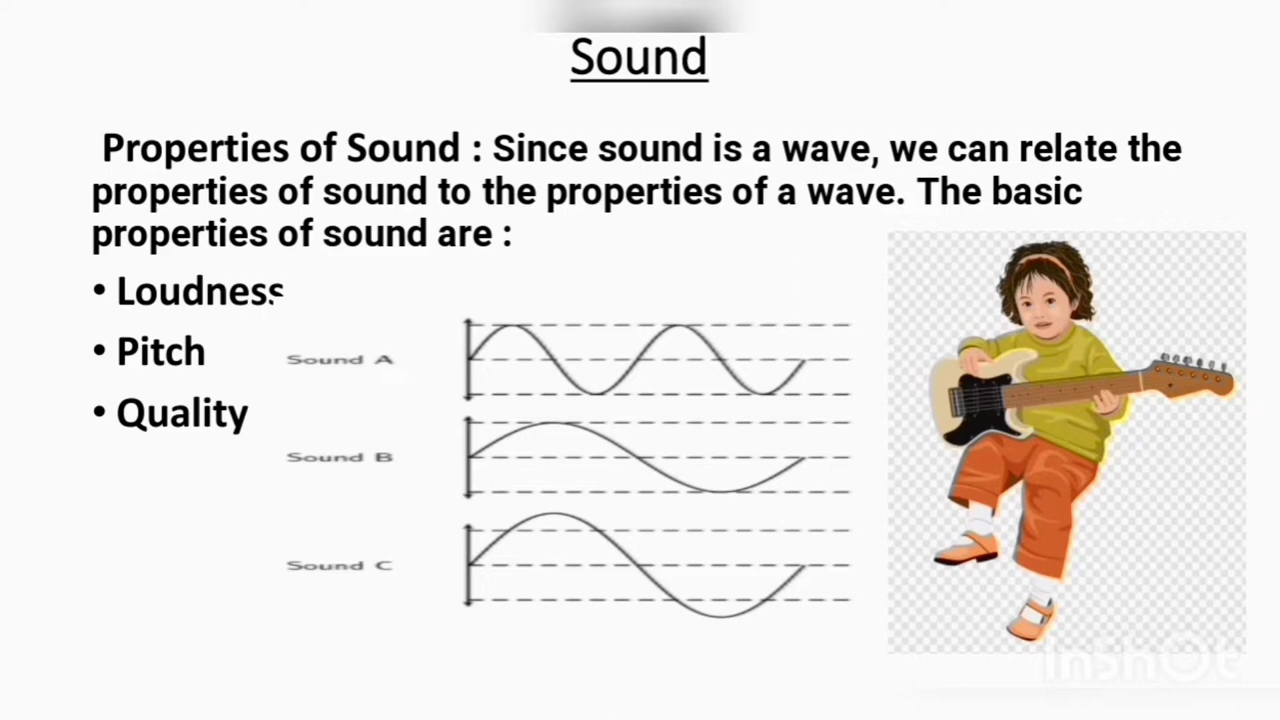 Sound
Properties of Sound : Since sound is a wave, we can relate the
properties of sound to the properties of a wave. The basic
properties of sound are :
• Loudness
• Pitch
• Quality
Sound A
Sound B
Sound C
InShOt